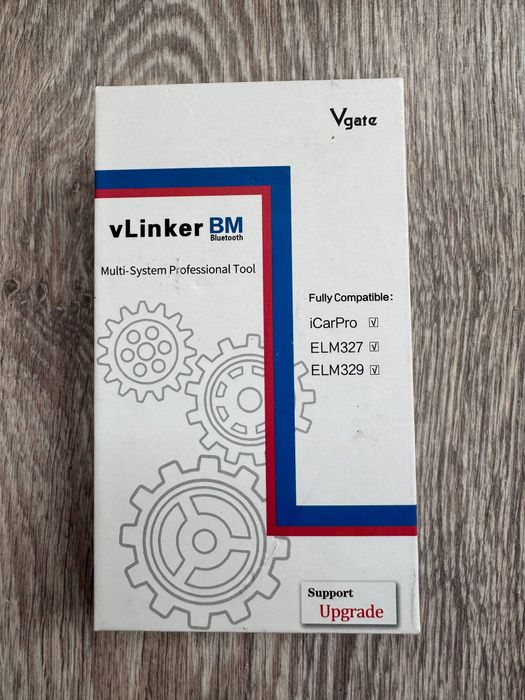 Vgate
vLinker BM
Bluetooth
Multi-System Professional Tool
Fully Compatible:
iCarPro ☑
ELM327 ☑
ELM329 ☑
Support
Upgrade